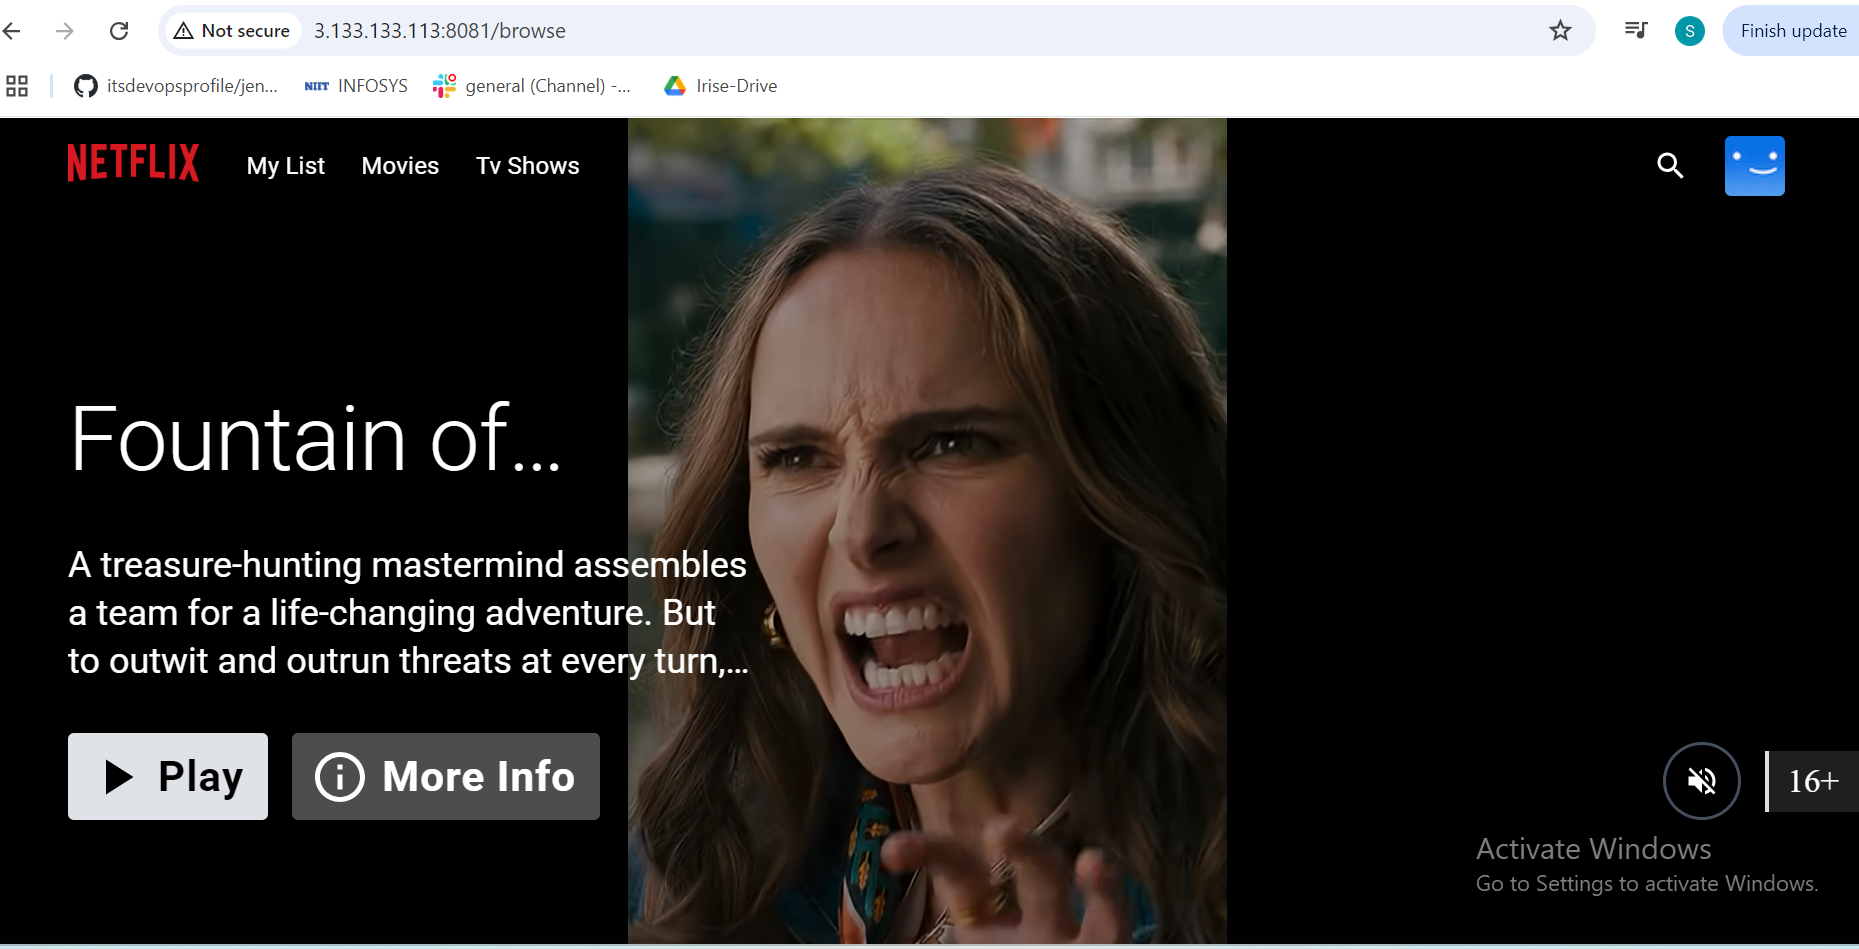 Not secure 3.133.133.113:8081/browse S Finish update
itsdevopsprofile/jen... NIIT INFOSYS general (Channel) -... Irise-Drive
NETFLIX My List Movies Tv Shows
Fountain of...
A treasure-hunting mastermind assembles
a team for a life-changing adventure. But
to outwit and outrun threats at every turn,...
Play More Info
16+
Activate Windows
Go to Settings to activate Windows.